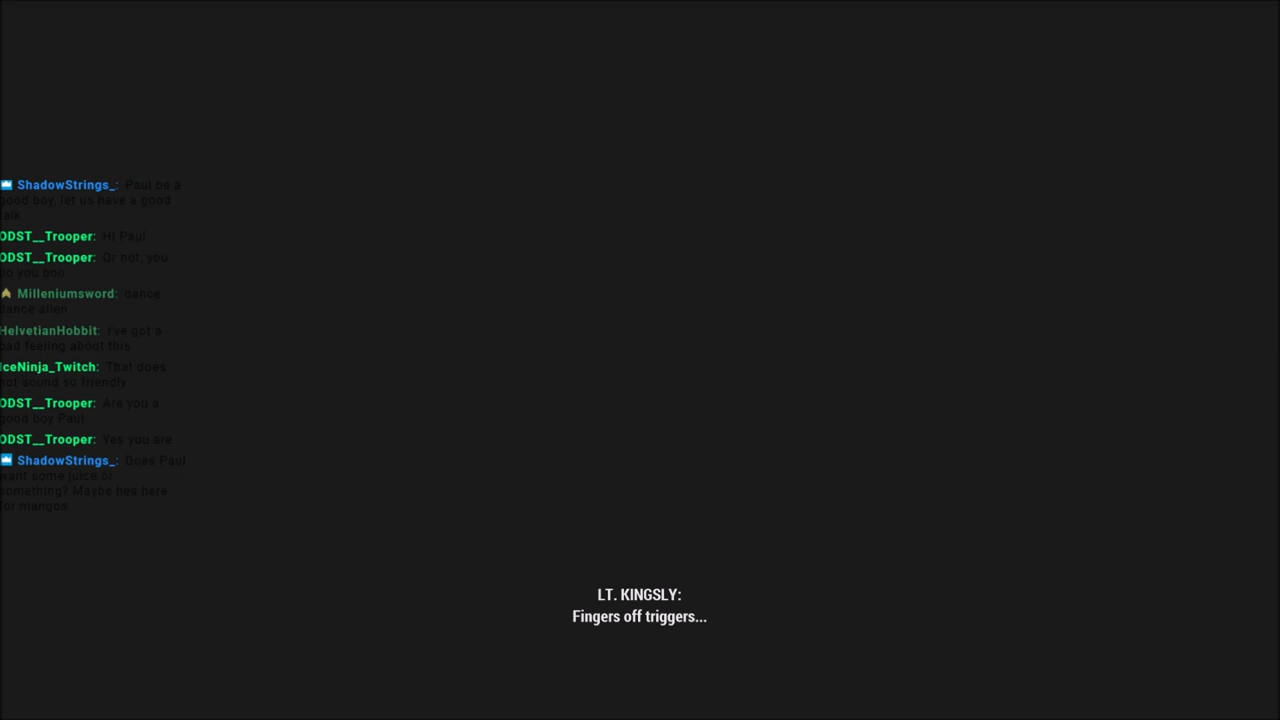 ShadowStrings_: Paul be a
good boy, let us have a good
talk
ODST__Trooper: Hi Paul
ODST__Trooper: Or not, you
do you boo
Milleniumsword: dance
dance alien
HelvetianHobbit: i've got a
bad feeling about this
IceNinja_Twitch: That does
not sound so friendly
ODST__Trooper: Are you a
good boy Paul
ODST__Trooper: Yes you are
ShadowStrings_: Does Paul
want some juice or
something? Maybe hes here
for mangos
LT. KINGSLY:
Fingers off triggers...